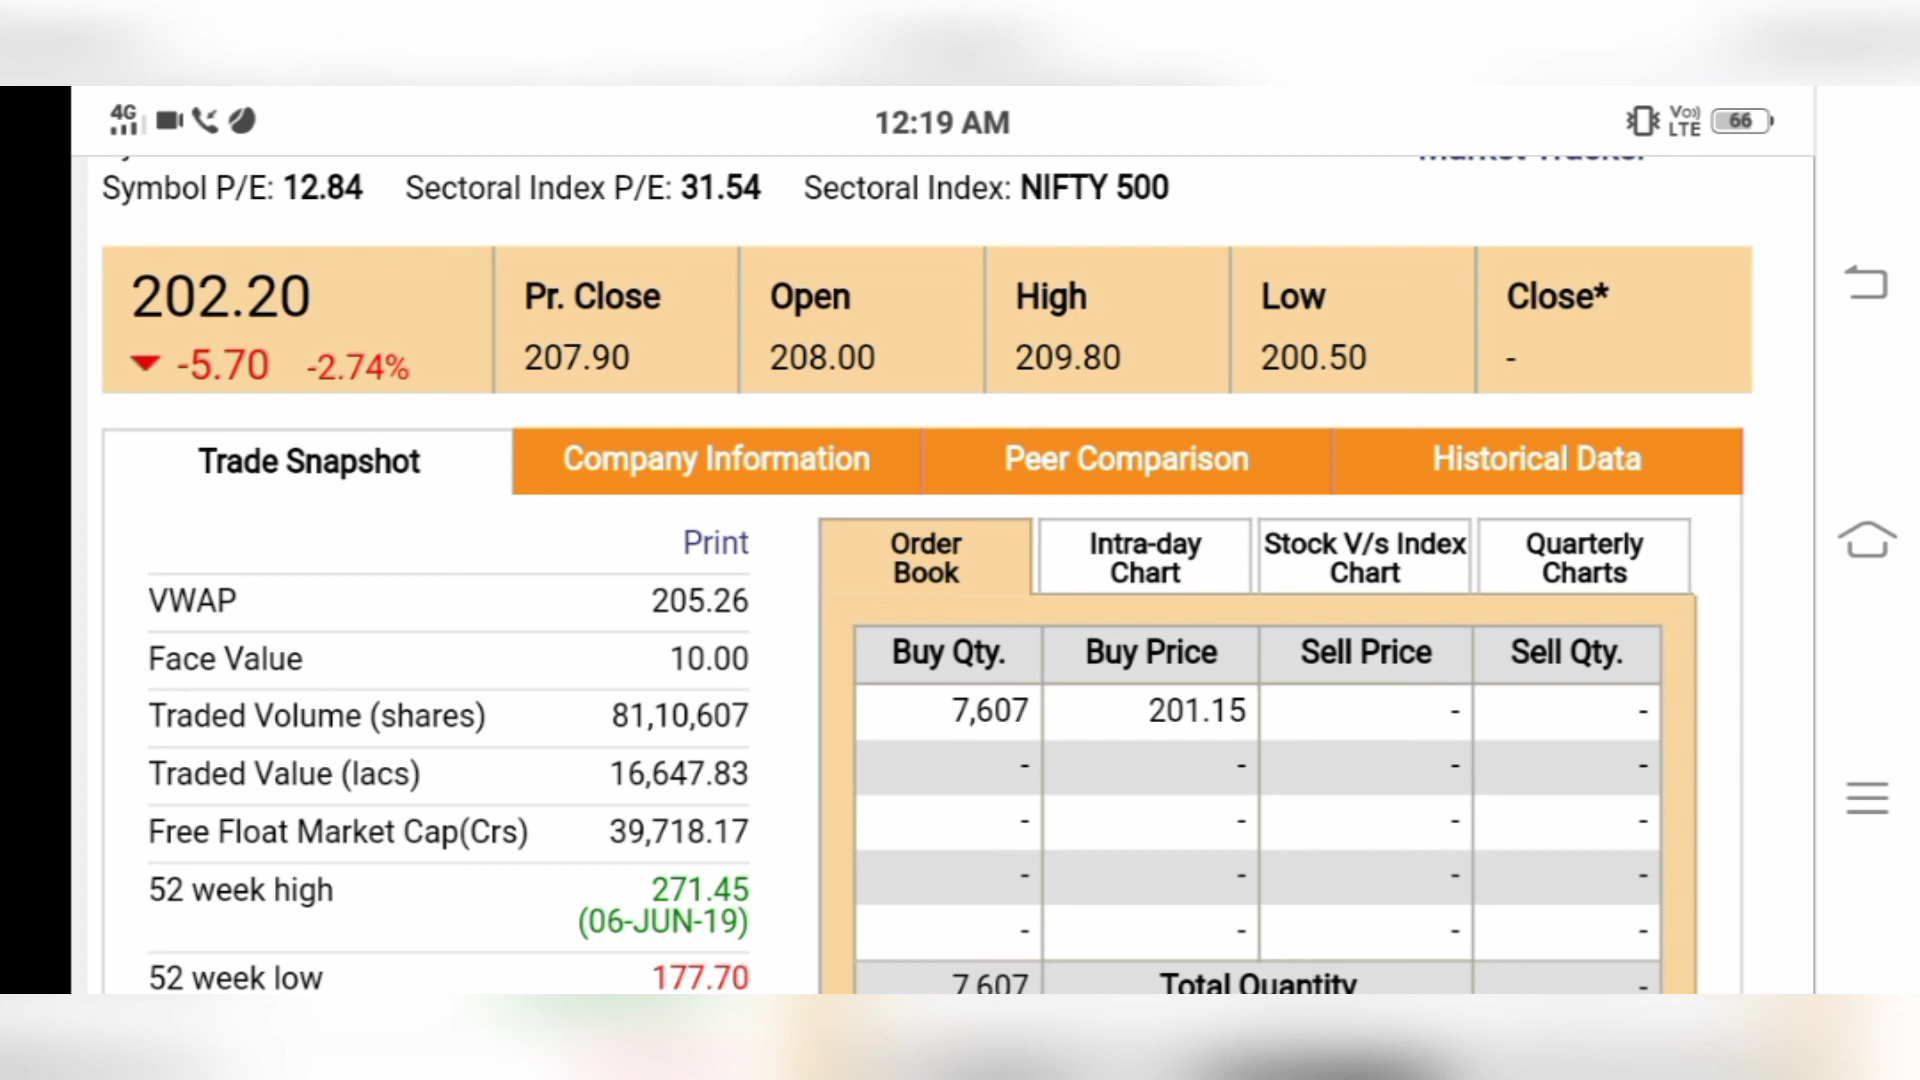 4G
12:19 AM
Vo))
LTE
66
Symbol P/E: 12.84 Sectoral Index P/E: 31.54 Sectoral Index: NIFTY 500
202.20
-5.70 -2.74%
Pr. Close
207.90
Open
208.00
High
209.80
Low
200.50
Close*
-
Trade Snapshot
Company Information
Peer Comparison
Historical Data
Print
VWAP 205.26
Face Value 10.00
Traded Volume (shares) 81,10,607
Traded Value (lacs) 16,647.83
Free Float Market Cap(Crs) 39,718.17
52 week high 271.45
(06-JUN-19)
52 week low 177.70
Order
Book
Intra-day
Chart
Stock V/s Index
Chart
Quarterly
Charts
Buy Qty. Buy Price Sell Price Sell Qty.
7,607 201.15 - -
- - - -
- - - -
- - - -
- - - -
7,607 Total Quantity -